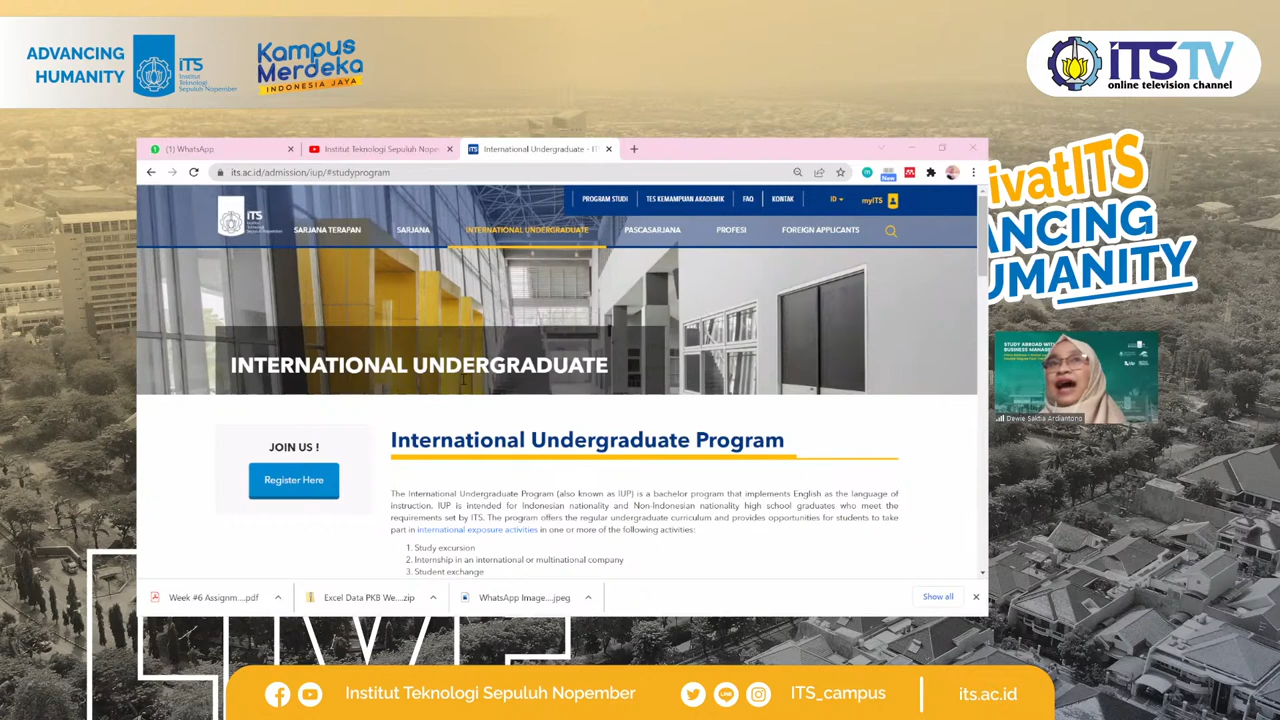 ADVANCING
HUMANITY
iTS
Institut
Teknologi
Sepuluh Nopember
Kampus
Merdeka
INDONESIA JAYA
iTSTV
online television channel
(1) WhatsApp
Institut Teknologi Sepuluh Nope
International Undergraduate - IT
its.ac.id/admission/iup/#studyprogram
New
PROGRAM STUDI
TES KEMAMPUAN AKADEMIK
FAQ
KONTAK
ID
myITS
iTS
SARJANA TERAPAN
SARJANA
INTERNATIONAL UNDERGRADUATE
PASCASARJANA
PROFESI
FOREIGN APPLICANTS
INTERNATIONAL UNDERGRADUATE
JOIN US !
Register Here
International Undergraduate Program
The International Undergraduate Program (also known as IUP) is a bachelor program that implements English as the language of
instruction. IUP is intended for Indonesian nationality and Non-Indonesian nationality high school graduates who meet the
requirements set by ITS. The program offers the regular undergraduate curriculum and provides opportunities for students to take
part in international exposure activities in one or more of the following activities:
1. Study excursion
2. Internship in an international or multinational company
3. Student exchange
Week #6 Assignm....pdf
Excel Data PKB We....zip
WhatsApp Image....jpeg
Show all
ivatITS
ANCING
UMANITY
STUDY ABROAD WIT
BUSINESS MANAG
Dewie Saktia Ardiantono
Institut Teknologi Sepuluh Nopember
ITS_campus
its.ac.id